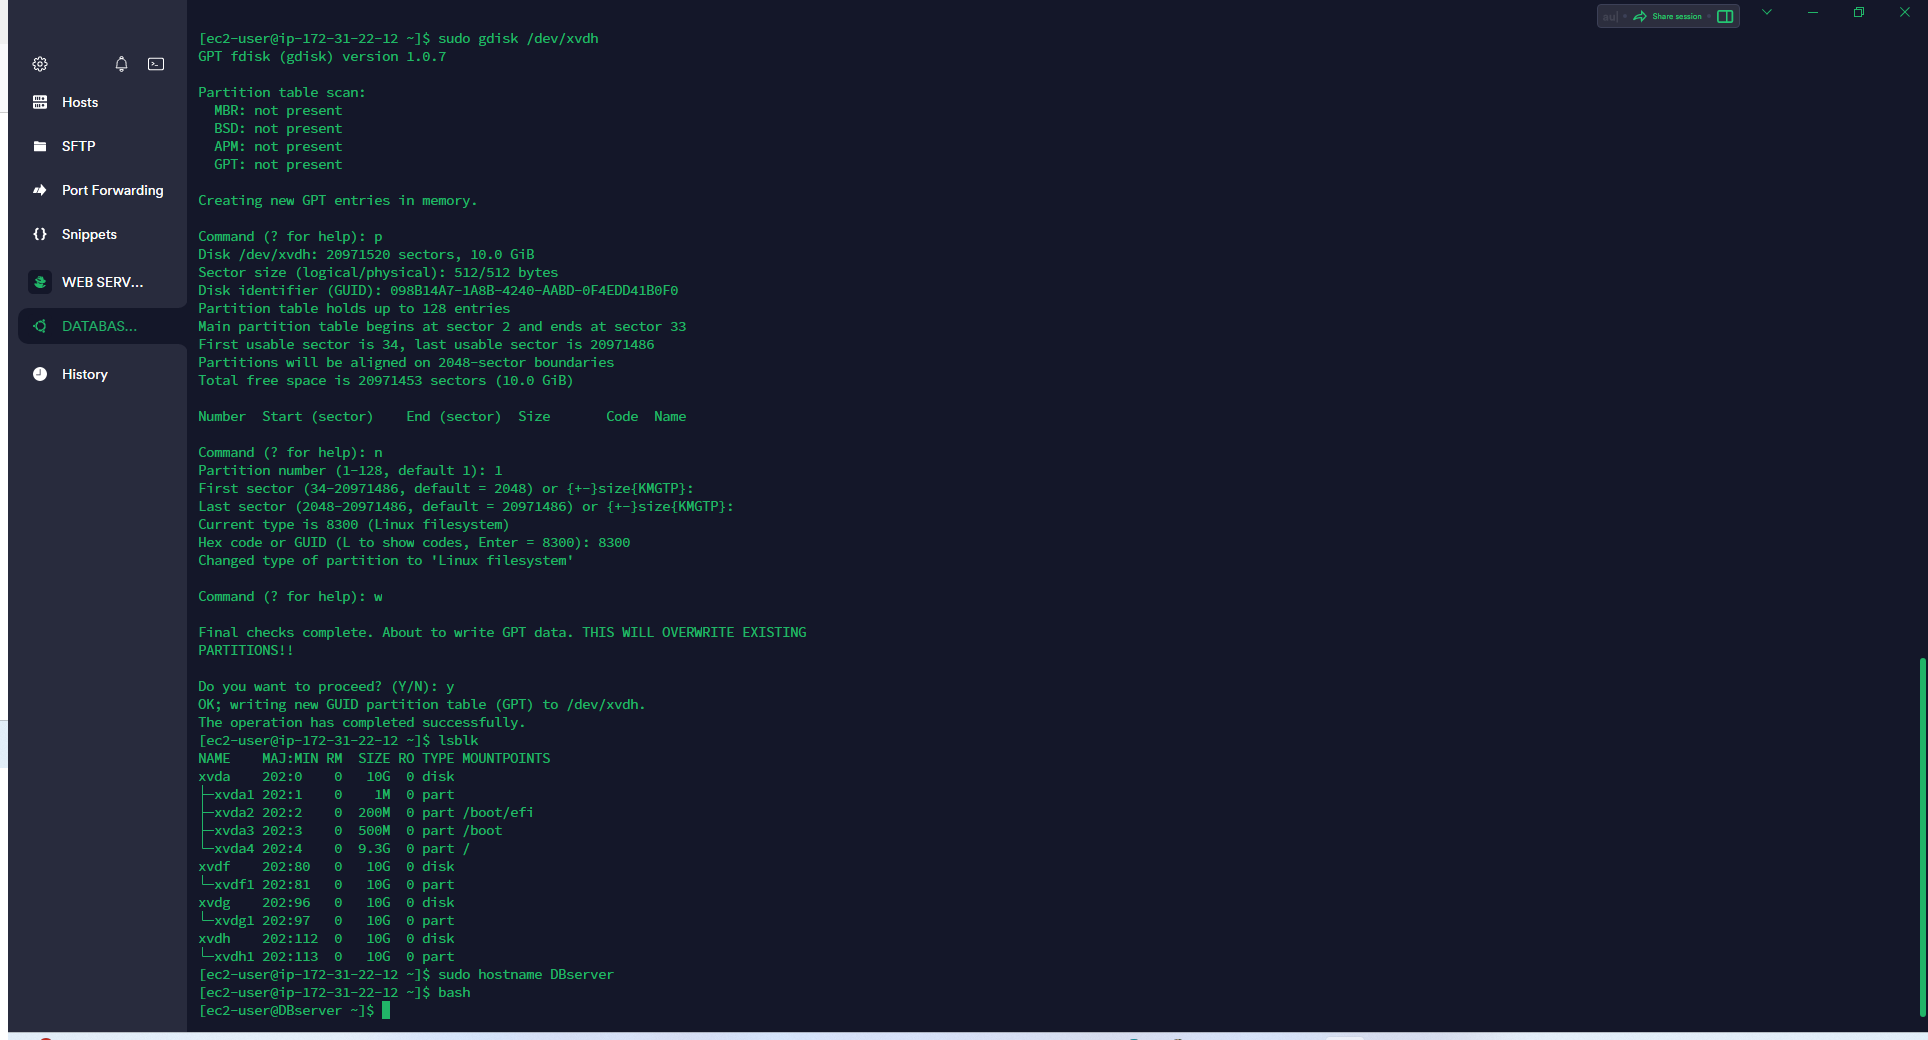 Share session
Hosts
SFTP
Port Forwarding
Snippets
WEB SERV...
DATABAS...
History
[ec2-user@ip-172-31-22-12 ~]$ sudo gdisk /dev/xvdh
GPT fdisk (gdisk) version 1.0.7
Partition table scan:
  MBR: not present
  BSD: not present
  APM: not present
  GPT: not present
Creating new GPT entries in memory.
Command (? for help): p
Disk /dev/xvdh: 20971520 sectors, 10.0 GiB
Sector size (logical/physical): 512/512 bytes
Disk identifier (GUID): 098B14A7-1A8B-4240-AABD-0F4EDD41B0F0
Partition table holds up to 128 entries
Main partition table begins at sector 2 and ends at sector 33
First usable sector is 34, last usable sector is 20971486
Partitions will be aligned on 2048-sector boundaries
Total free space is 20971453 sectors (10.0 GiB)
Number  Start (sector)    End (sector)  Size       Code  Name
Command (? for help): n
Partition number (1-128, default 1): 1
First sector (34-20971486, default = 2048) or {+-}size{KMGTP}:
Last sector (2048-20971486, default = 20971486) or {+-}size{KMGTP}:
Current type is 8300 (Linux filesystem)
Hex code or GUID (L to show codes, Enter = 8300): 8300
Changed type of partition to 'Linux filesystem'
Command (? for help): w
Final checks complete. About to write GPT data. THIS WILL OVERWRITE EXISTING
PARTITIONS!!
Do you want to proceed? (Y/N): y
OK; writing new GUID partition table (GPT) to /dev/xvdh.
The operation has completed successfully.
[ec2-user@ip-172-31-22-12 ~]$ lsblk
NAME    MAJ:MIN RM  SIZE RO TYPE MOUNTPOINTS
xvda    202:0    0   10G  0 disk
├─xvda1 202:1    0    1M  0 part
├─xvda2 202:2    0  200M  0 part /boot/efi
├─xvda3 202:3    0  500M  0 part /boot
└─xvda4 202:4    0  9.3G  0 part /
xvdf    202:80   0   10G  0 disk
└─xvdf1 202:81   0   10G  0 part
xvdg    202:96   0   10G  0 disk
└─xvdg1 202:97   0   10G  0 part
xvdh    202:112  0   10G  0 disk
└─xvdh1 202:113  0   10G  0 part
[ec2-user@ip-172-31-22-12 ~]$ sudo hostname DBserver
[ec2-user@ip-172-31-22-12 ~]$ bash
[ec2-user@DBserver ~]$